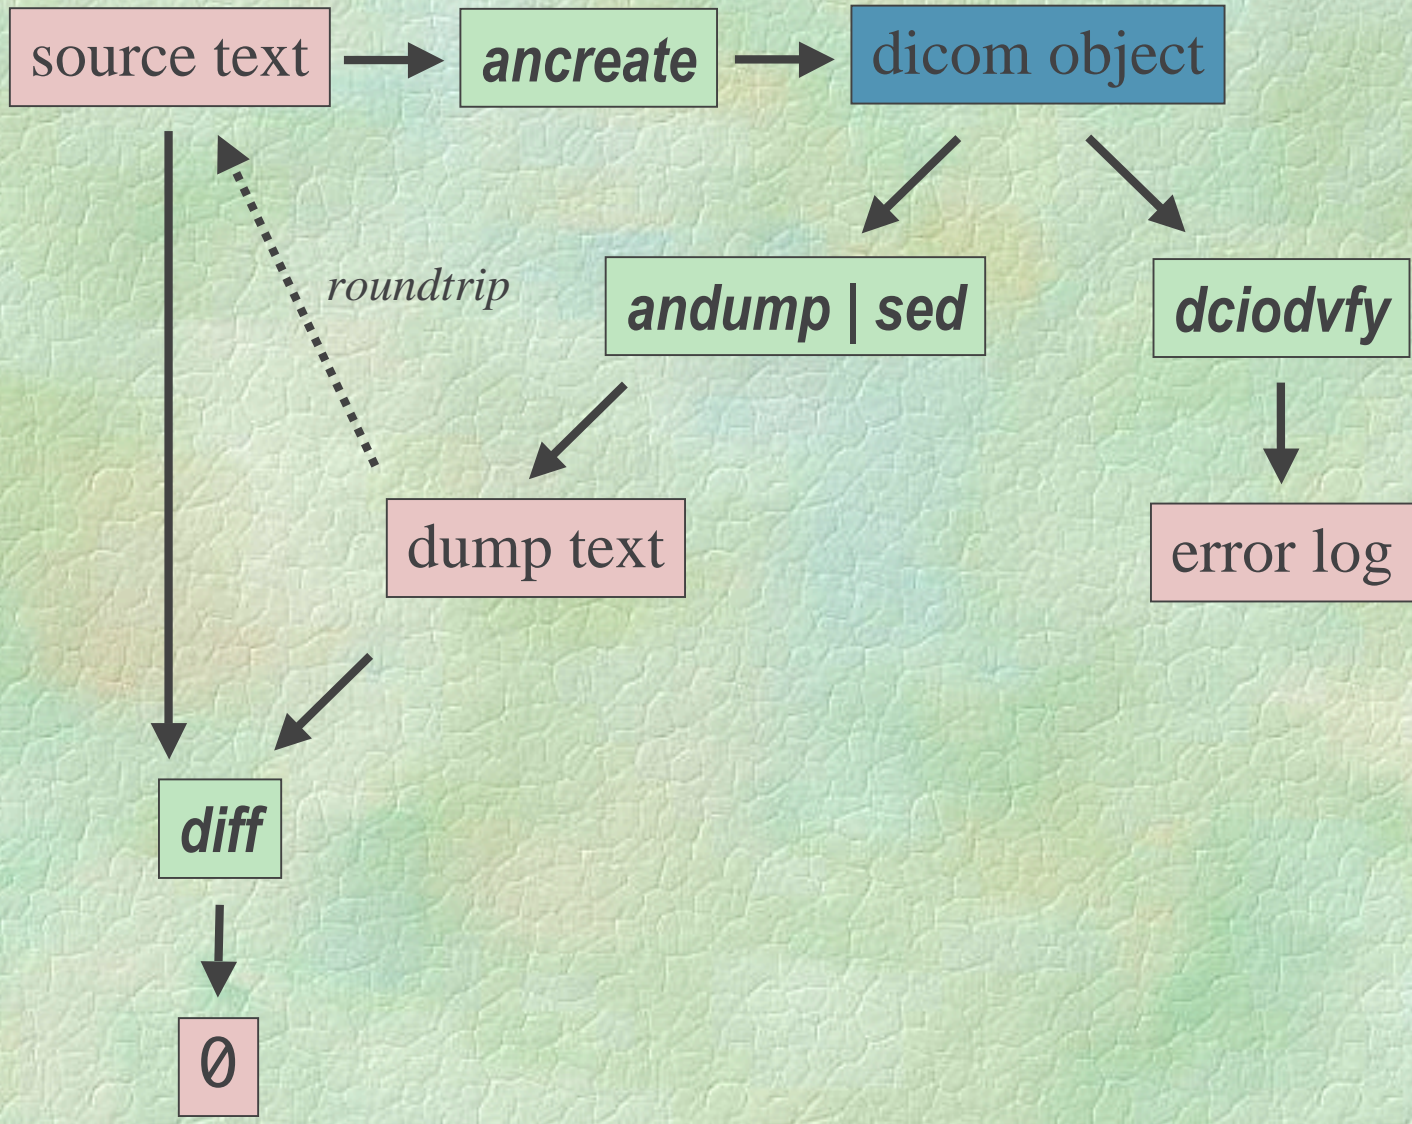 source text
ancreate
dicom object
roundtrip
andump | sed
dciodvfy
dump text
error log
diff
0